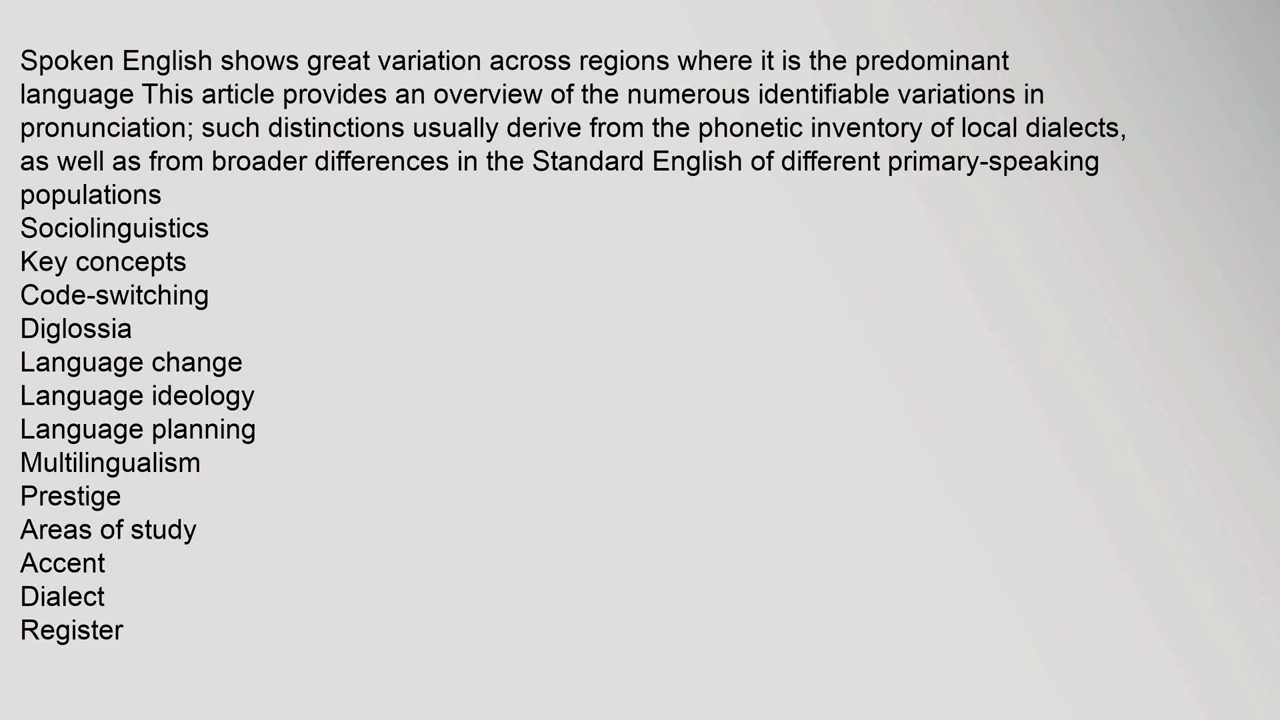 Spoken English shows great variation across regions where it is the predominant
language This article provides an overview of the numerous identifiable variations in
pronunciation; such distinctions usually derive from the phonetic inventory of local dialects,
as well as from broader differences in the Standard English of different primary-speaking
populations
Sociolinguistics
Key concepts
Code-switching
Diglossia
Language change
Language ideology
Language planning
Multilingualism
Prestige
Areas of study
Accent
Dialect
Register